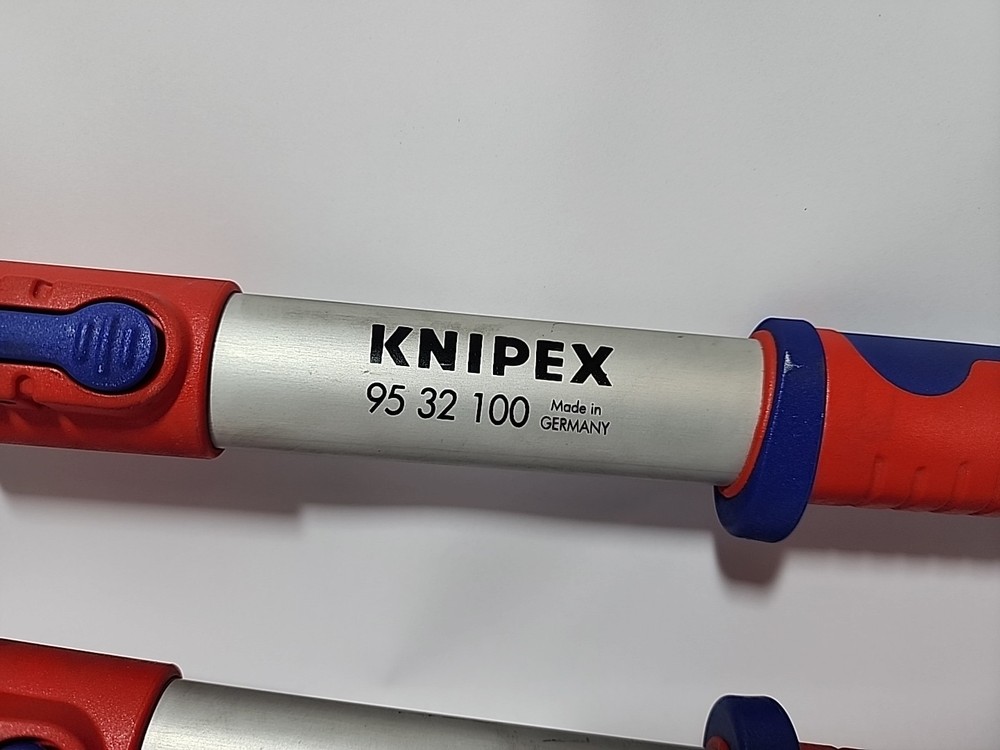 KNIPEX
95 32 100
Made in
GERMANY